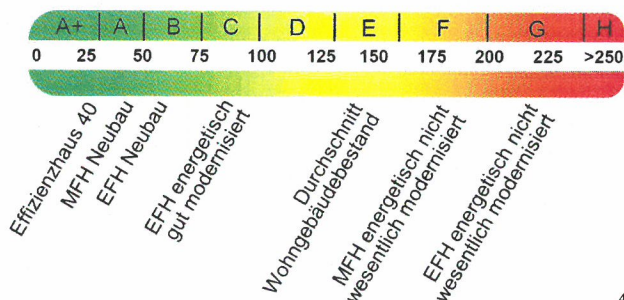 A+ A B C D E F G H
0 25 50 75 100 125 150 175 200 225 >250
Effizienzhaus 40
MFH Neubau
EFH Neubau
EFH energetisch
gut modernisiert
Durchschnitt
Wohngebäudebestand
MFH energetisch nicht
wesentlich modernisiert
EFH energetisch nicht
wesentlich modernisiert